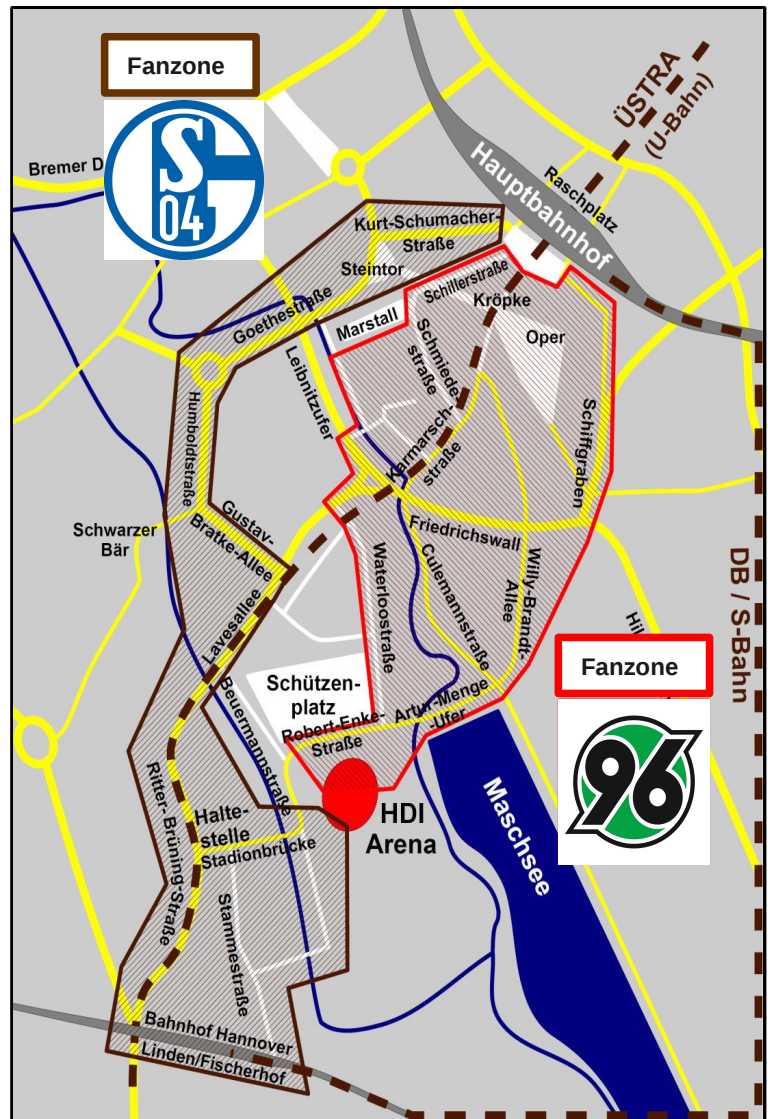 Fanzone
S
04
ÜSTRA
(U-Bahn)
Bremer D
Hauptbahnhof
Raschplatz
Kurt-Schumacher-
Straße
Steintor
Schillerstraße
Kröpke
Goethestraße
Marstall
Oper
Schmiede-
straße
Leibnitzufer
Humboldtstraße
Karmarsch-
straße
Schiffgraben
Gustav-
Bratke-Allee
Schwarzer
Bär
Friedrichswall
Waterloostraße
Culemannstraße
Willy-Brandt-
Allee
DB / S-Bahn
Hil
Lavesallee
Fanzone
96
Beuermannstraße
Schützen-
platz
Robert-Enke-
Straße
Artur-Menge
-Ufer
Ritter-Brüning-Straße
Halte-
stelle
Stadionbrücke
HDI
Arena
Maschsee
Stammestraße
Bahnhof Hannover
Linden/Fischerhof